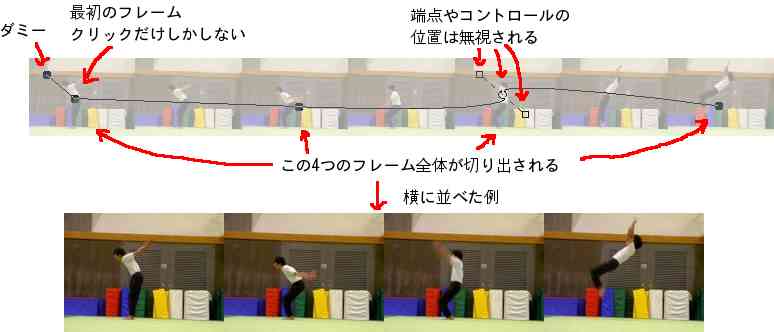 ダミー
最初のフレーム
クリックだけしかしない
端点やコントロールの
位置は無視される
この4つのフレーム全体が切り出される
横に並べた例